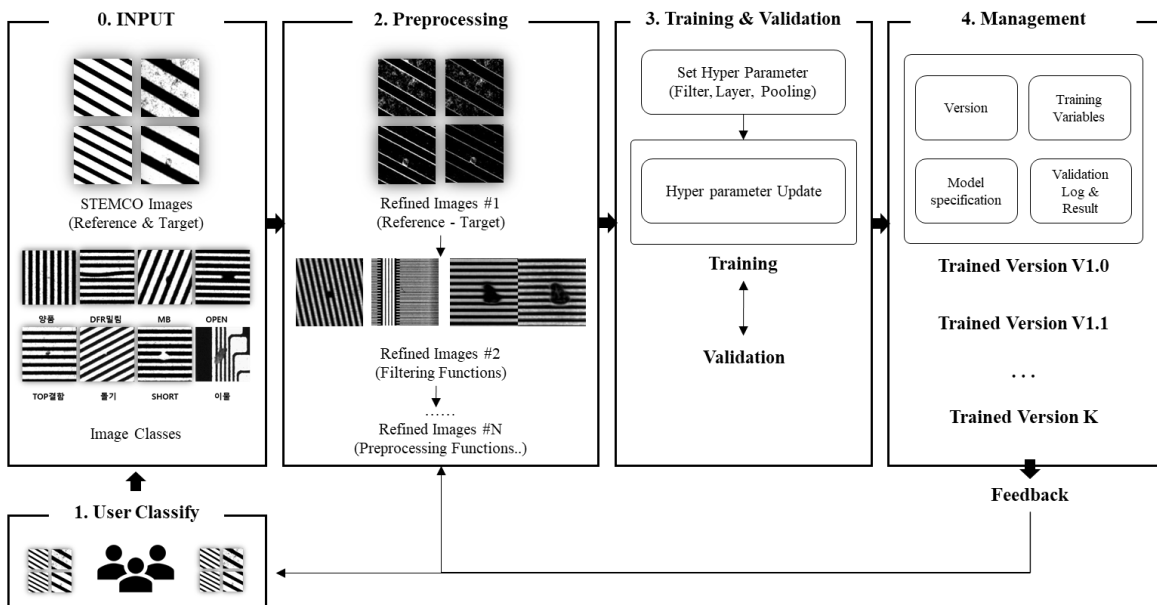 0. INPUT
STEMCO Images
(Reference & Target)
양품 DFR밀림 MB OPEN
TOP결함 돌기 SHORT 이물
Image Classes
1. User Classify
2. Preprocessing
Refined Images #1
(Reference - Target)
Refined Images #2
(Filtering Functions)
......
Refined Images #N
(Preprocessing Functions..)
3. Training & Validation
Set Hyper Parameter
(Filter, Layer, Pooling)
Hyper parameter Update
Training
Validation
4. Management
Version
Training
Variables
Model
specification
Validation
Log &
Result
Trained Version V1.0
Trained Version V1.1
...
Trained Version K
Feedback